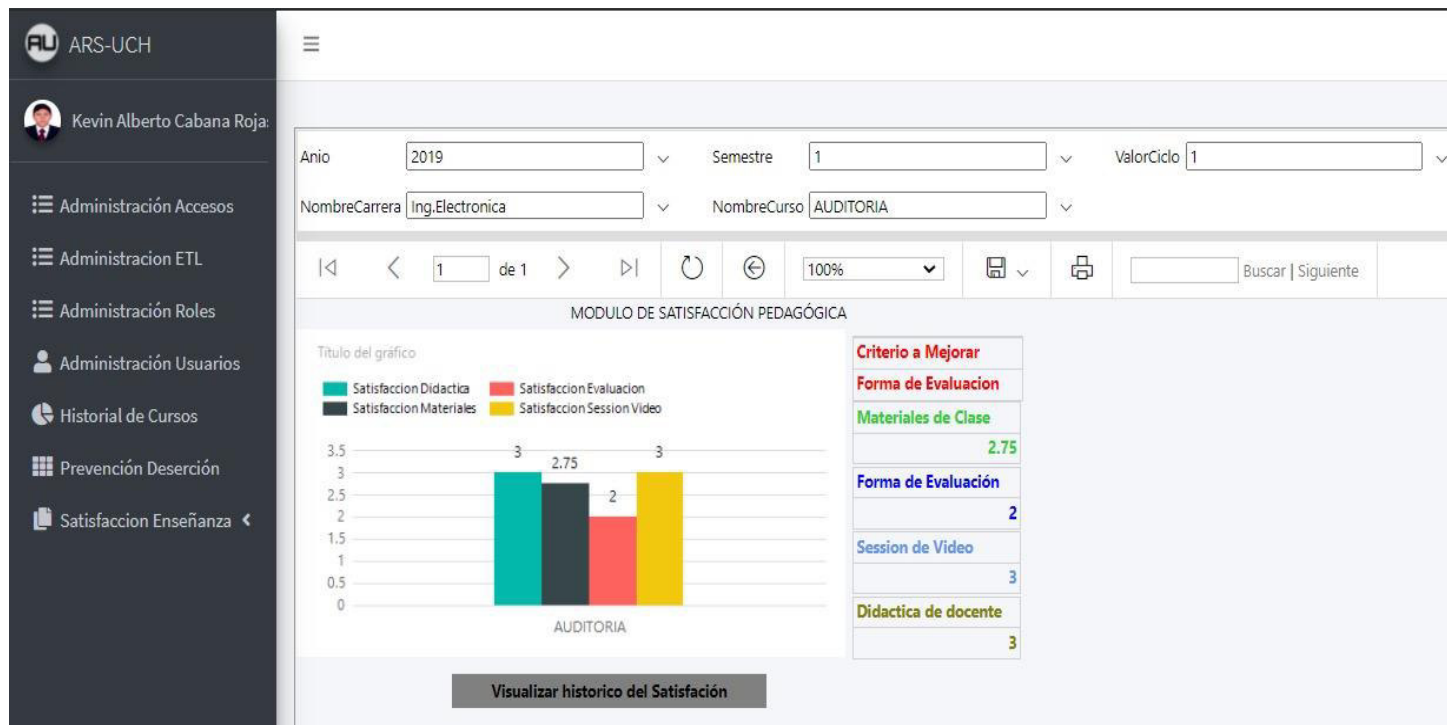 AU ARS-UCH
Kevin Alberto Cabana Roja
Administración Accesos
Administracion ETL
Administración Roles
Administración Usuarios
Historial de Cursos
Prevención Deserción
Satisfaccion Enseñanza
Anio 2019 Semestre 1 ValorCiclo 1
NombreCarrera Ing.Electronica NombreCurso AUDITORIA
1 de 1 100% Buscar | Siguiente
MODULO DE SATISFACCIÓN PEDAGÓGICA
Título del gráfico
Satisfaccion Didactica Satisfaccion Evaluacion
Satisfaccion Materiales Satisfaccion Session Video
3.5
3
2.5
2
1.5
1
0.5
0
3 2.75 2 3
AUDITORIA
Criterio a Mejorar
Forma de Evaluacion
Materiales de Clase
2.75
Forma de Evaluación
2
Session de Video
3
Didactica de docente
3
Visualizar historico del Satisfación